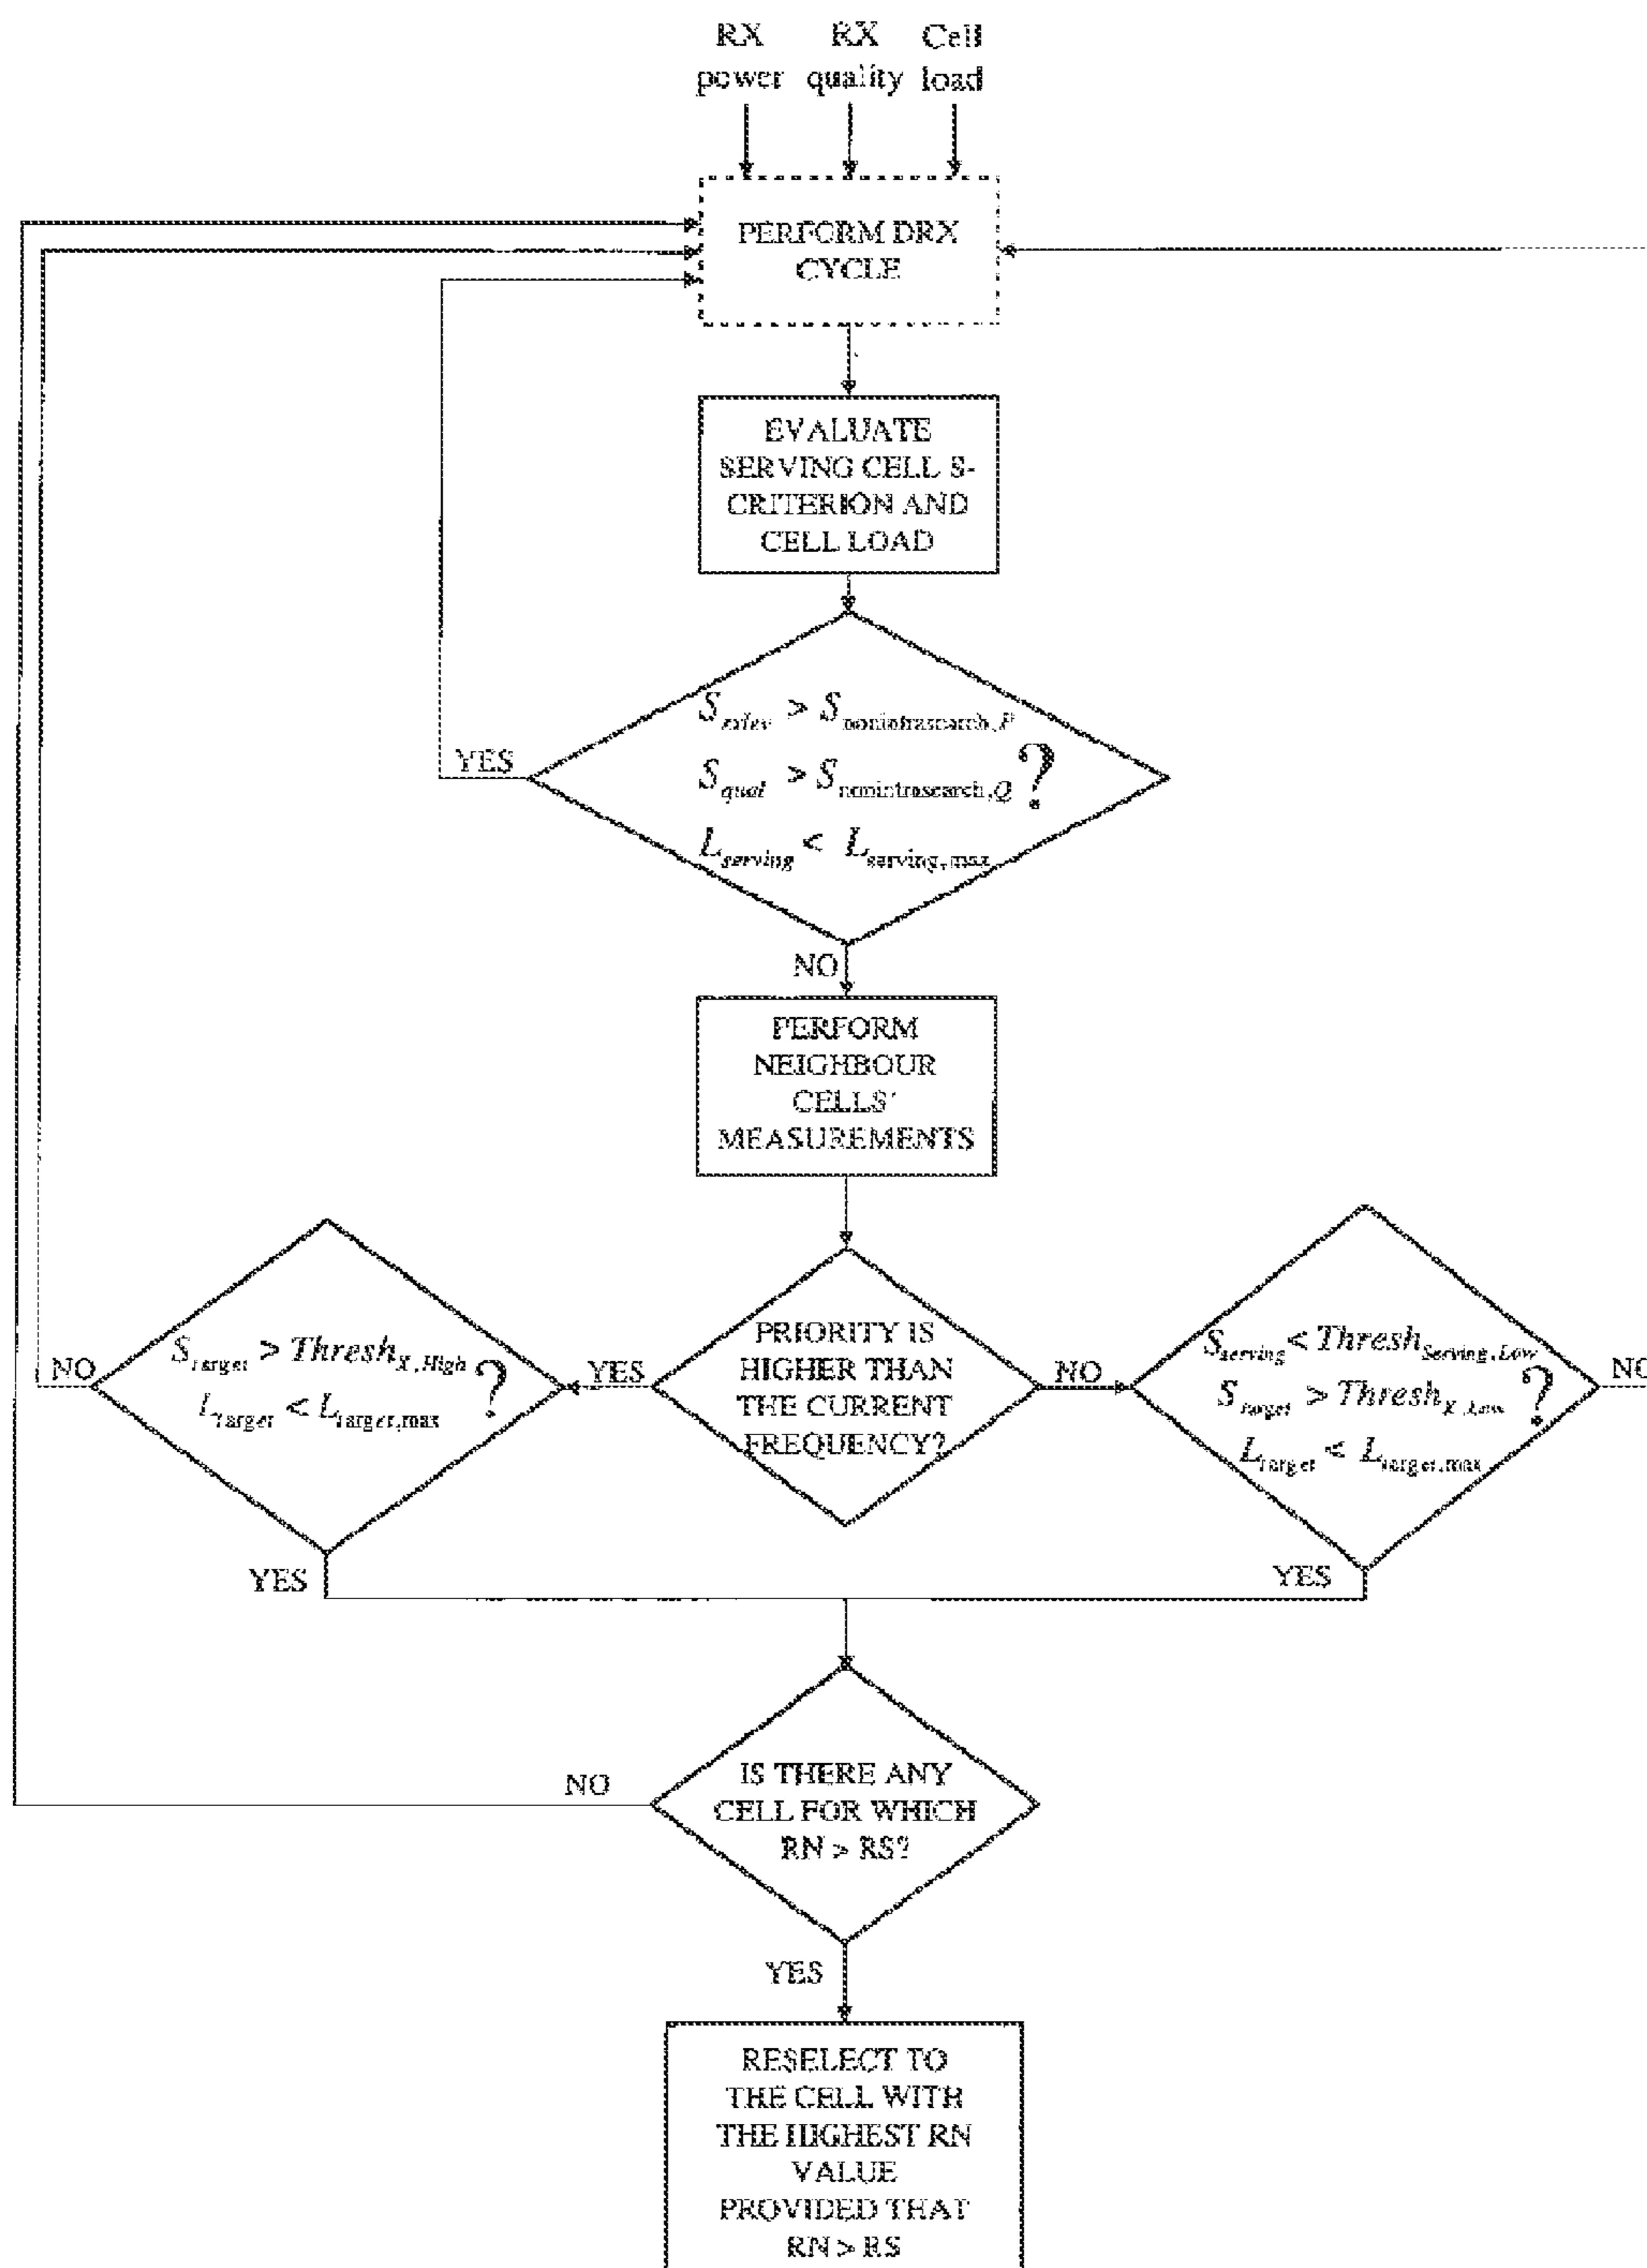 RX RX Cell
power quality load
PERFORM DRX
CYCLE
EVALUATE
SERVING CELL S-
CRITERION AND
CELL LOAD
S_rxlev > S_nonintrasearch,P
S_qual > S_nonintrasearch,Q ?
L_serving < L_serving,max
YES
NO
PERFORM
NEIGHBOUR
CELLS'
MEASUREMENTS
PRIORITY IS
HIGHER THAN
THE CURRENT
FREQUENCY?
YES
NO
S_target > Thresh_X,High ?
L_Target < L_target,max
NO
YES
S_serving < Thresh_Serving,Low
S_target > Thresh_X,Low ?
L_Target < L_target,max
NO
YES
IS THERE ANY
CELL FOR WHICH
RN > RS?
NO
YES
RESELECT TO
THE CELL WITH
THE HIGHEST RN
VALUE
PROVIDED THAT
RN > RS